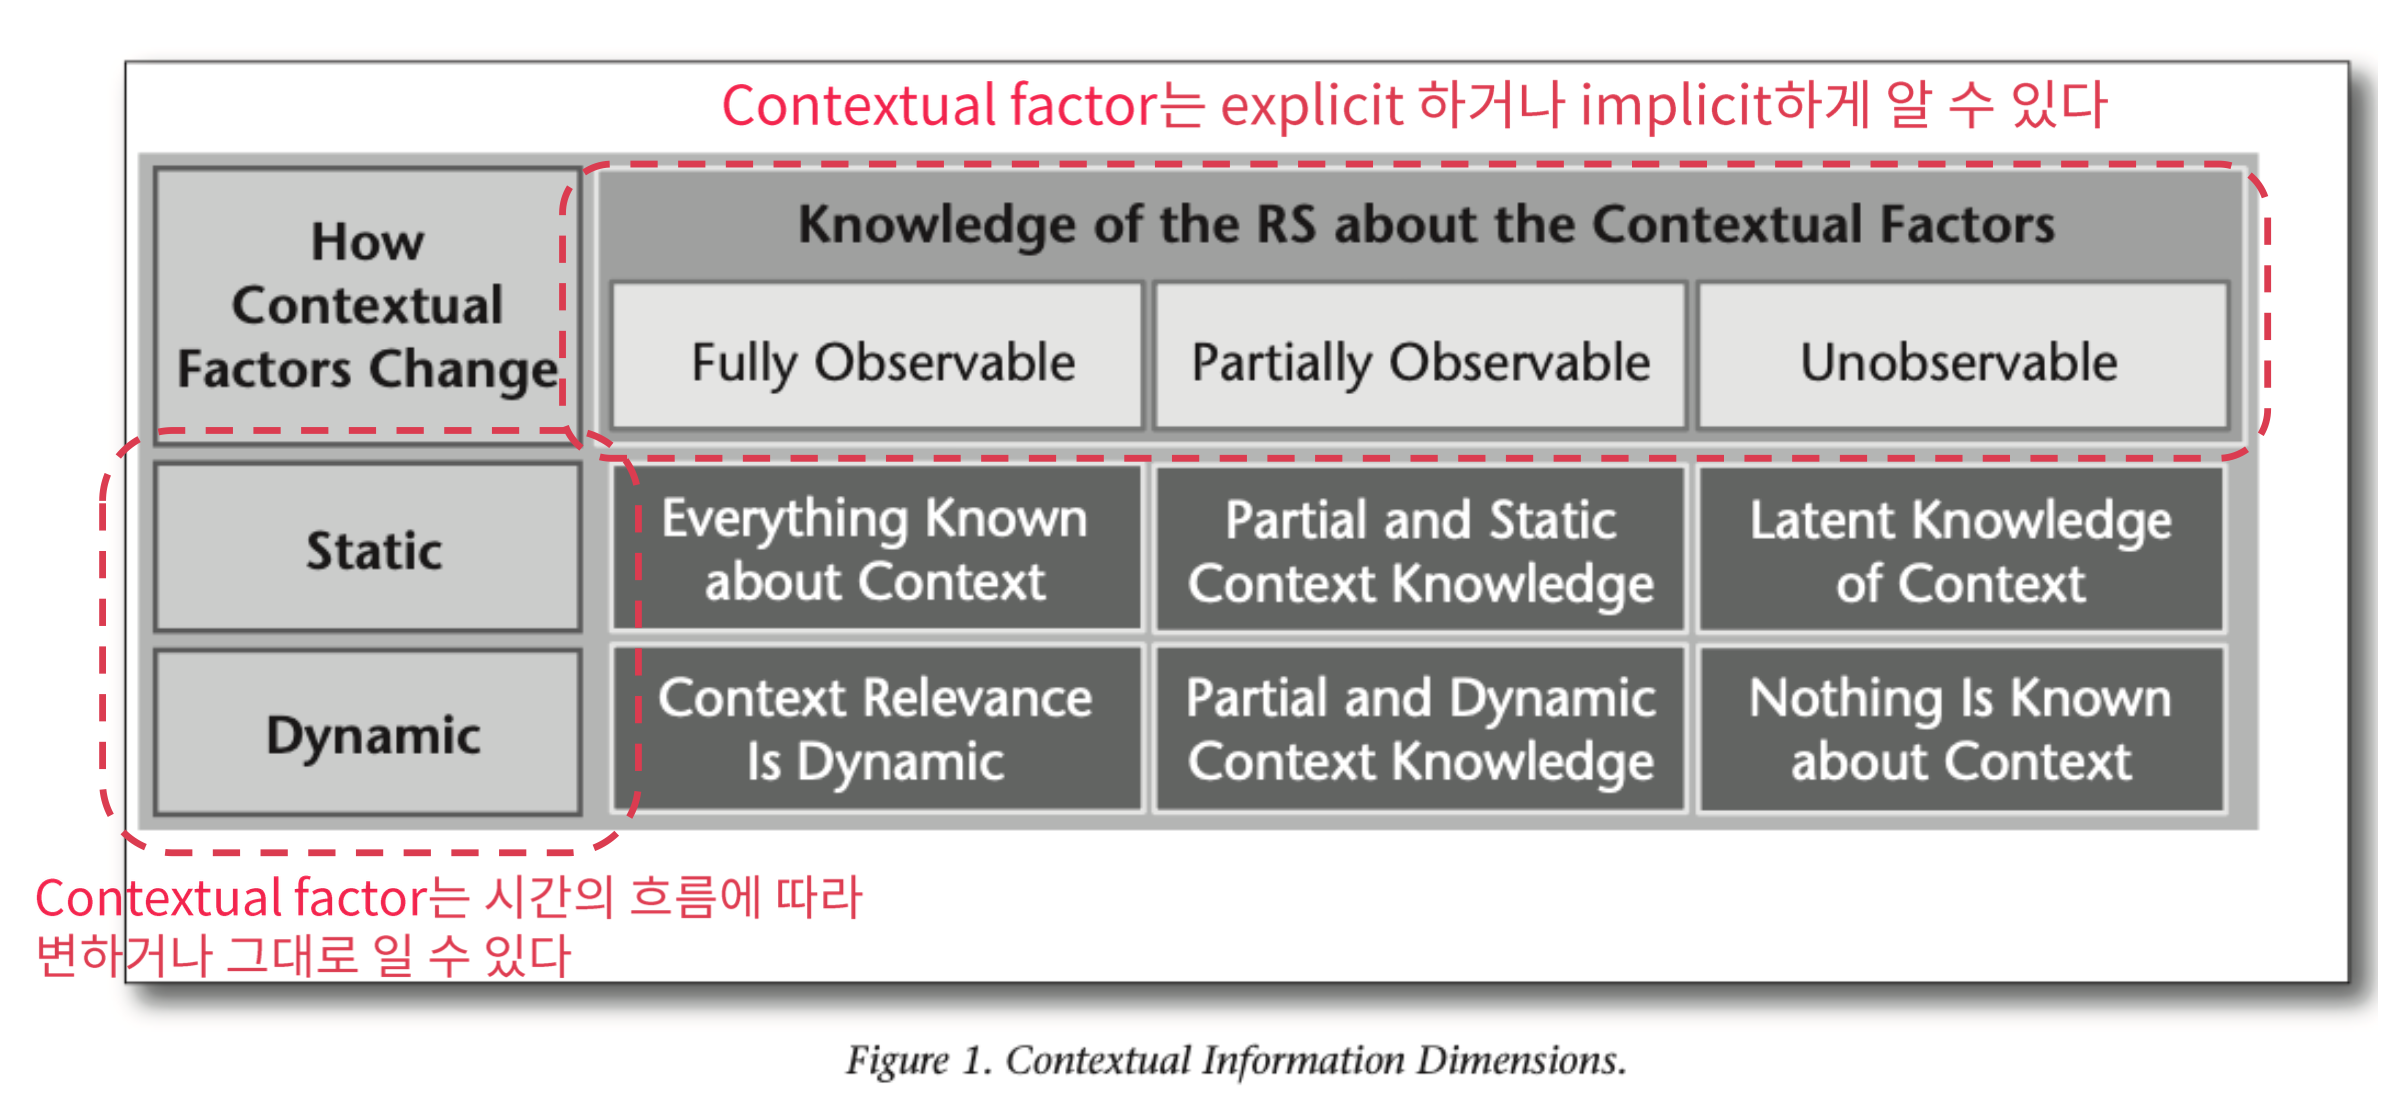 Contextual factor는 explicit 하거나 implicit하게 알 수 있다
How
Contextual
Factors Change
Knowledge of the RS about the Contextual Factors
Fully Observable
Partially Observable
Unobservable
Static
Everything Known
about Context
Partial and Static
Context Knowledge
Latent Knowledge
of Context
Dynamic
Context Relevance
Is Dynamic
Partial and Dynamic
Context Knowledge
Nothing Is Known
about Context
Contextual factor는 시간의 흐름에 따라
변하거나 그대로 일 수 있다
Figure 1. Contextual Information Dimensions.